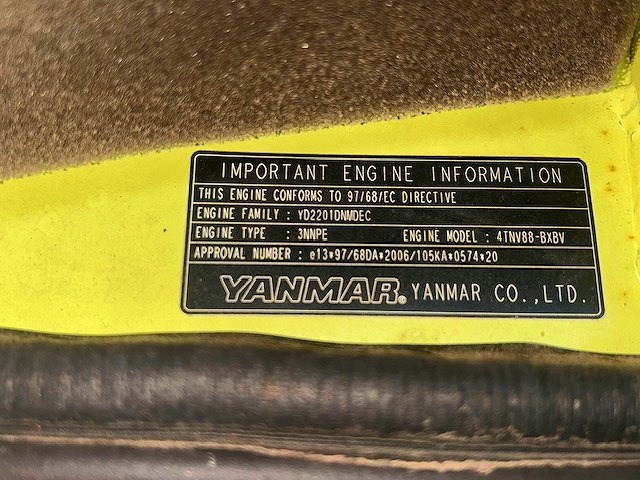 IMPORTANT ENGINE INFORMATION
THIS ENGINE CONFORMS TO 97/68/EC DIRECTIVE
ENGINE FAMILY : YD2201DNMDEC
ENGINE TYPE : 3NNPE ENGINE MODEL : 4TNV88-BXBV
APPROVAL NUMBER : e13*97/68DA*2006/105KA*0574*20
YANMAR® YANMAR CO.,LTD.